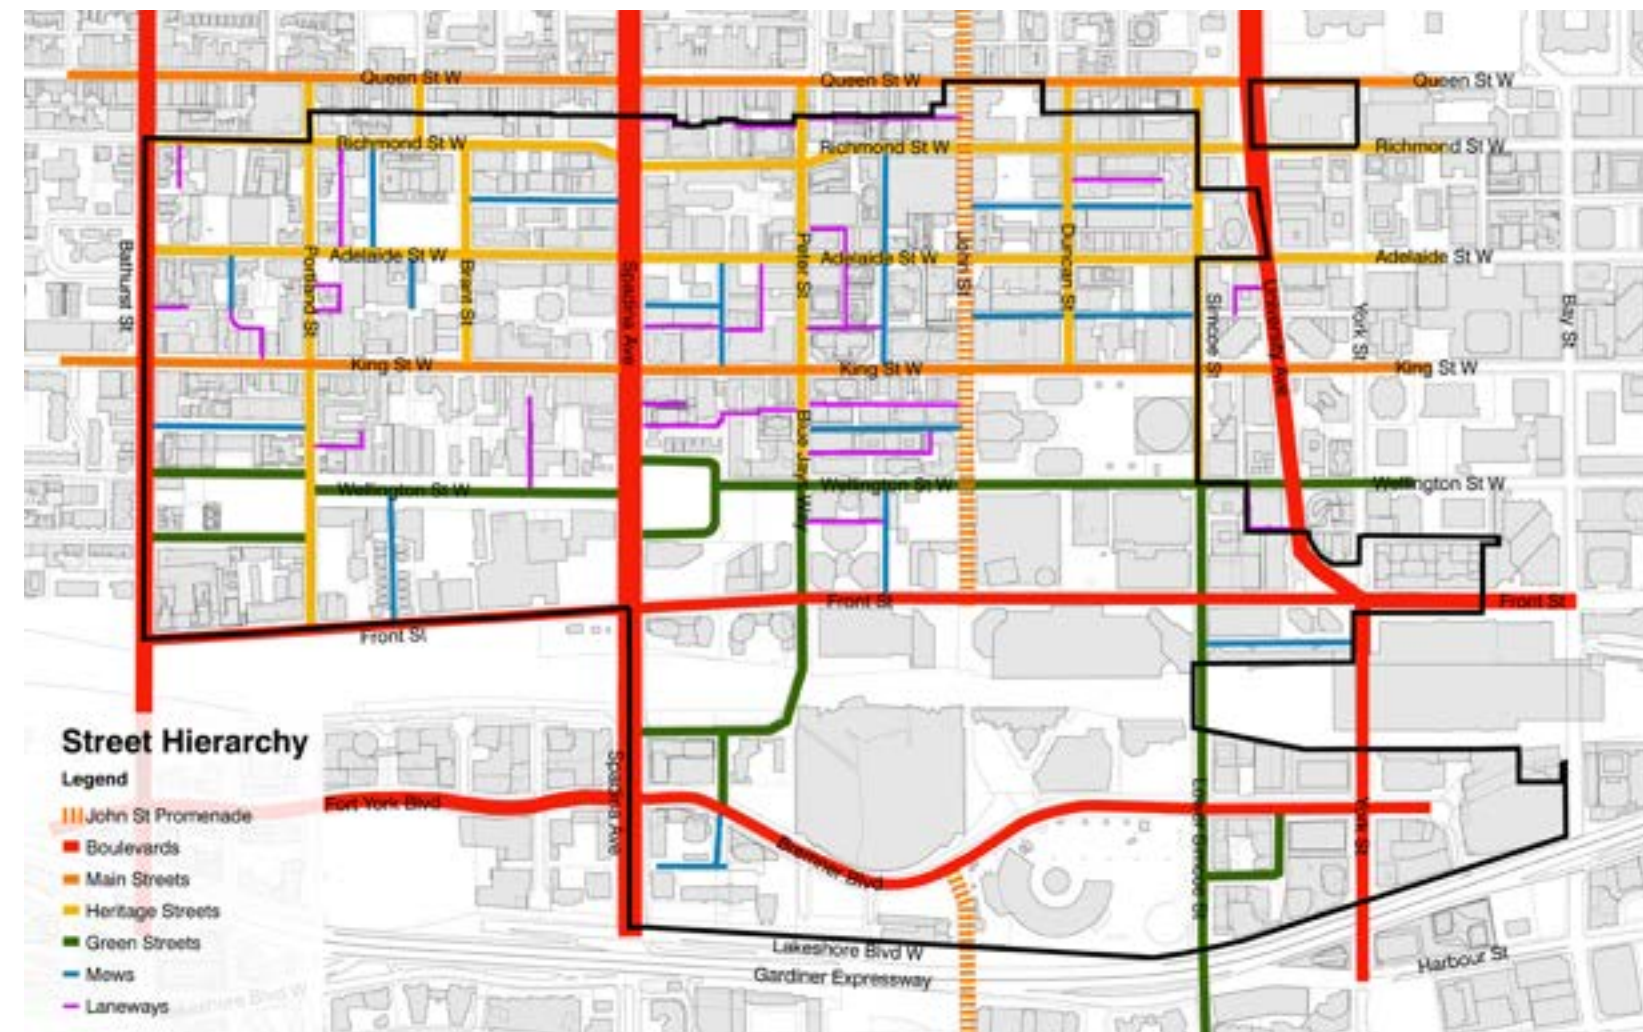 Queen St W
Queen St W
Queen St W
Richmond St W
Richmond St W
Richmond St W
Bathurst St
Portland St
Adelaide St W
Brant St
Spadina Ave
Peter St
Adelaide St W
John St
Duncan St
Simcoe St
University Ave
Adelaide St W
York St
Bay St
King St W
King St W
King St W
Blue Jays Way
Wellington St W
Wellington St W
Wellington St W
Front St
Front St
Front St
Street Hierarchy
Legend
John St Promenade
Boulevards
Main Streets
Heritage Streets
Green Streets
Mews
Laneways
Fort York Blvd
Spadina Ave
Bremner Blvd
Lower Simcoe St
York St
Lakeshore Blvd W
Gardiner Expressway
Harbour St